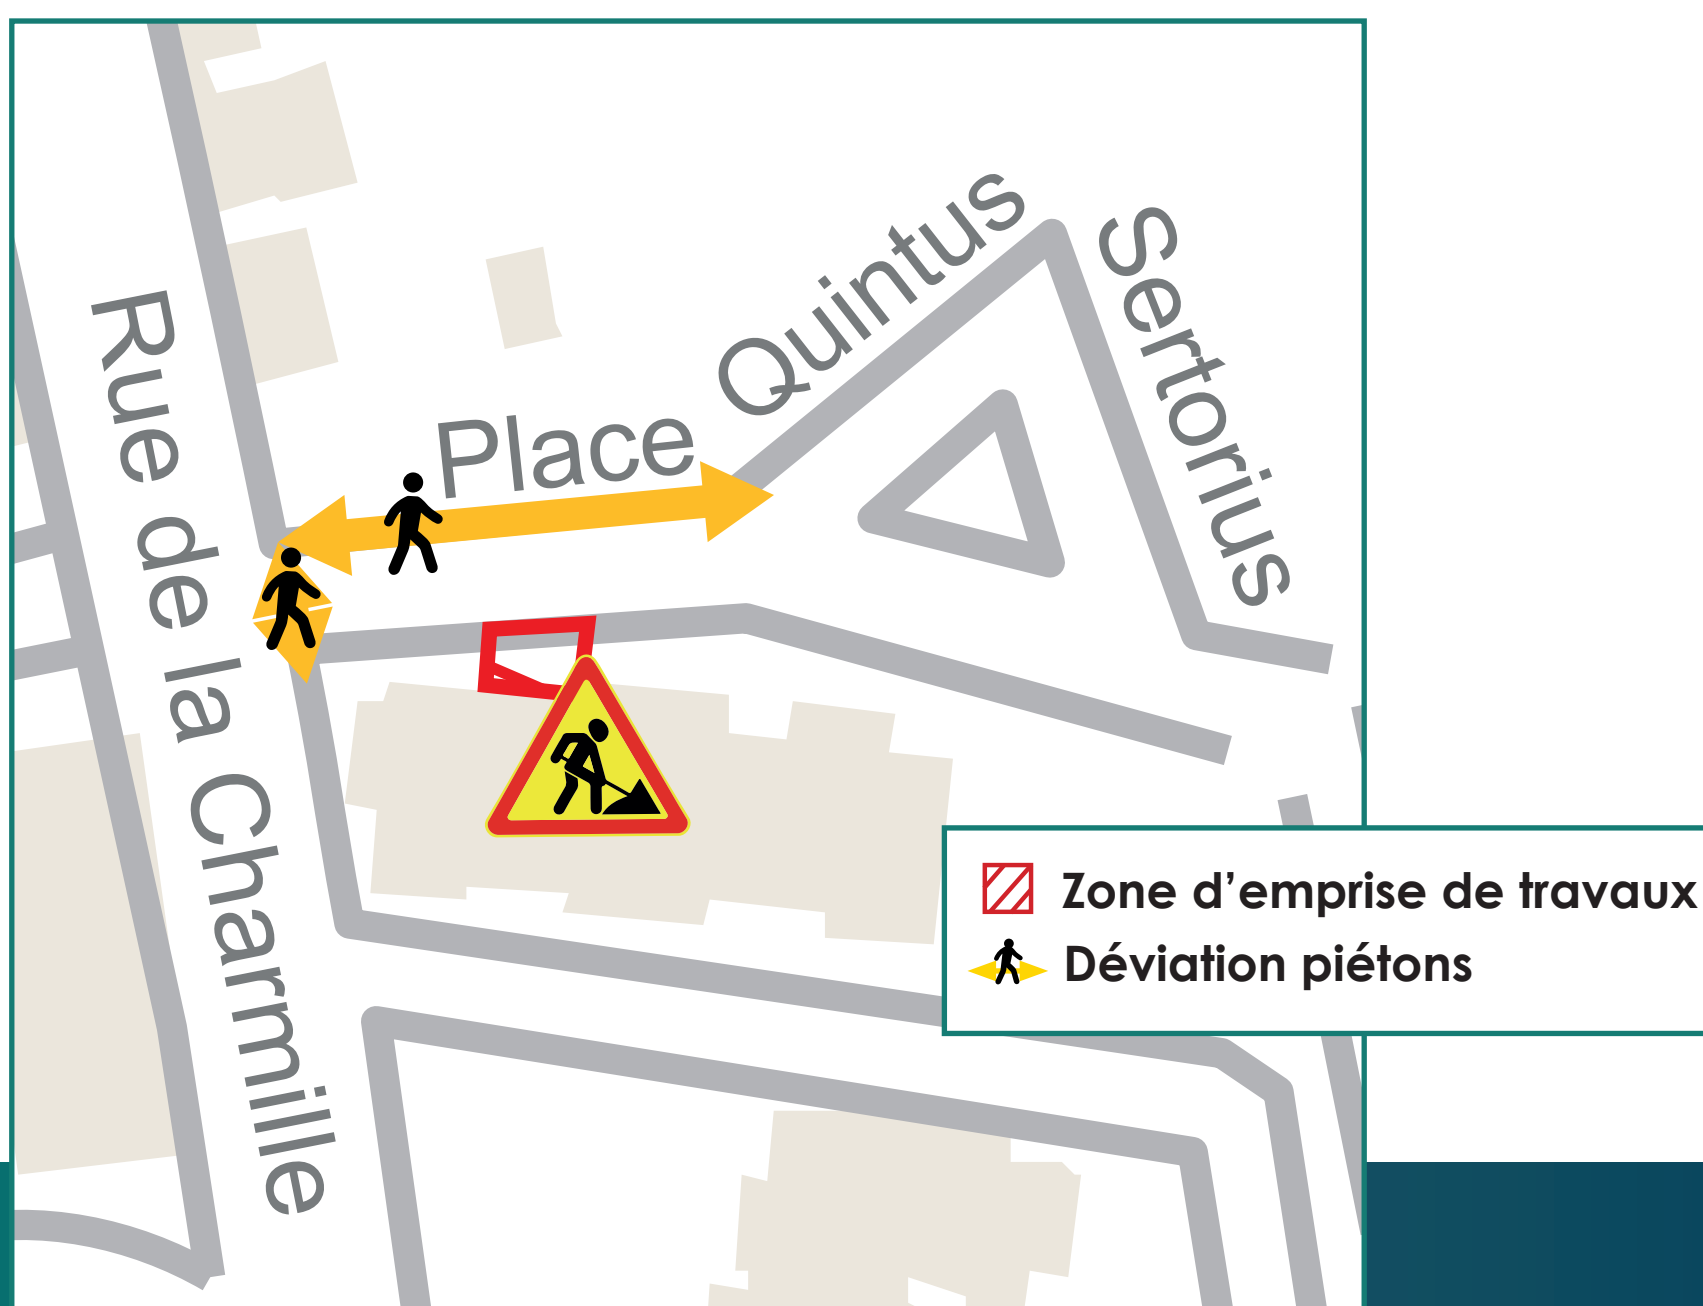 Rue de la Charmille
Place Quintus Sertorius
Zone d’emprise de travaux
Déviation piétons